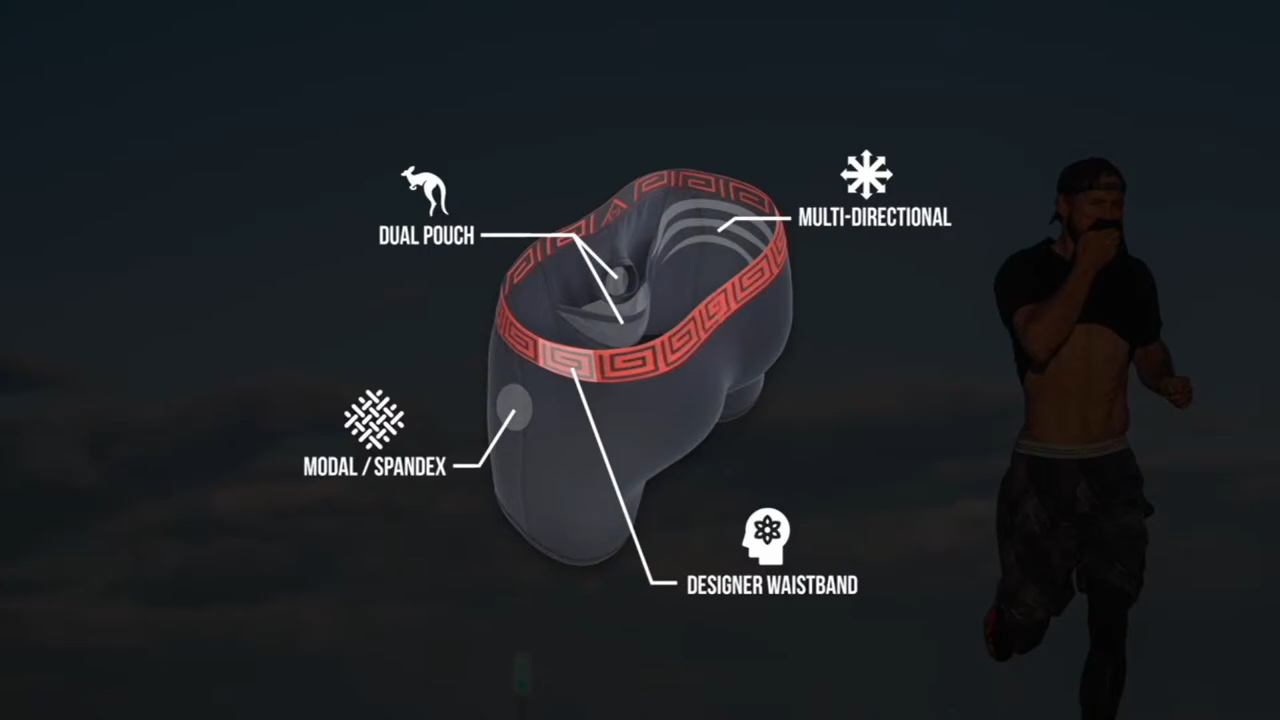 MULTI-DIRECTIONAL
DUAL POUCH
MODAL / SPANDEX
DESIGNER WAISTBAND